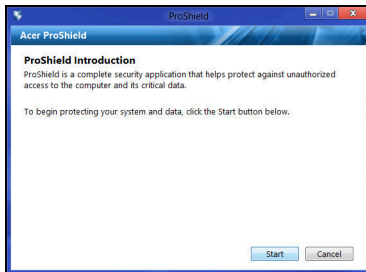 ProShield
Acer ProShield
ProShield Introduction
ProShield is a complete security application that helps protect against unauthorized
access to the computer and its critical data.
To begin protecting your system and data, click the Start button below.
Start
Cancel